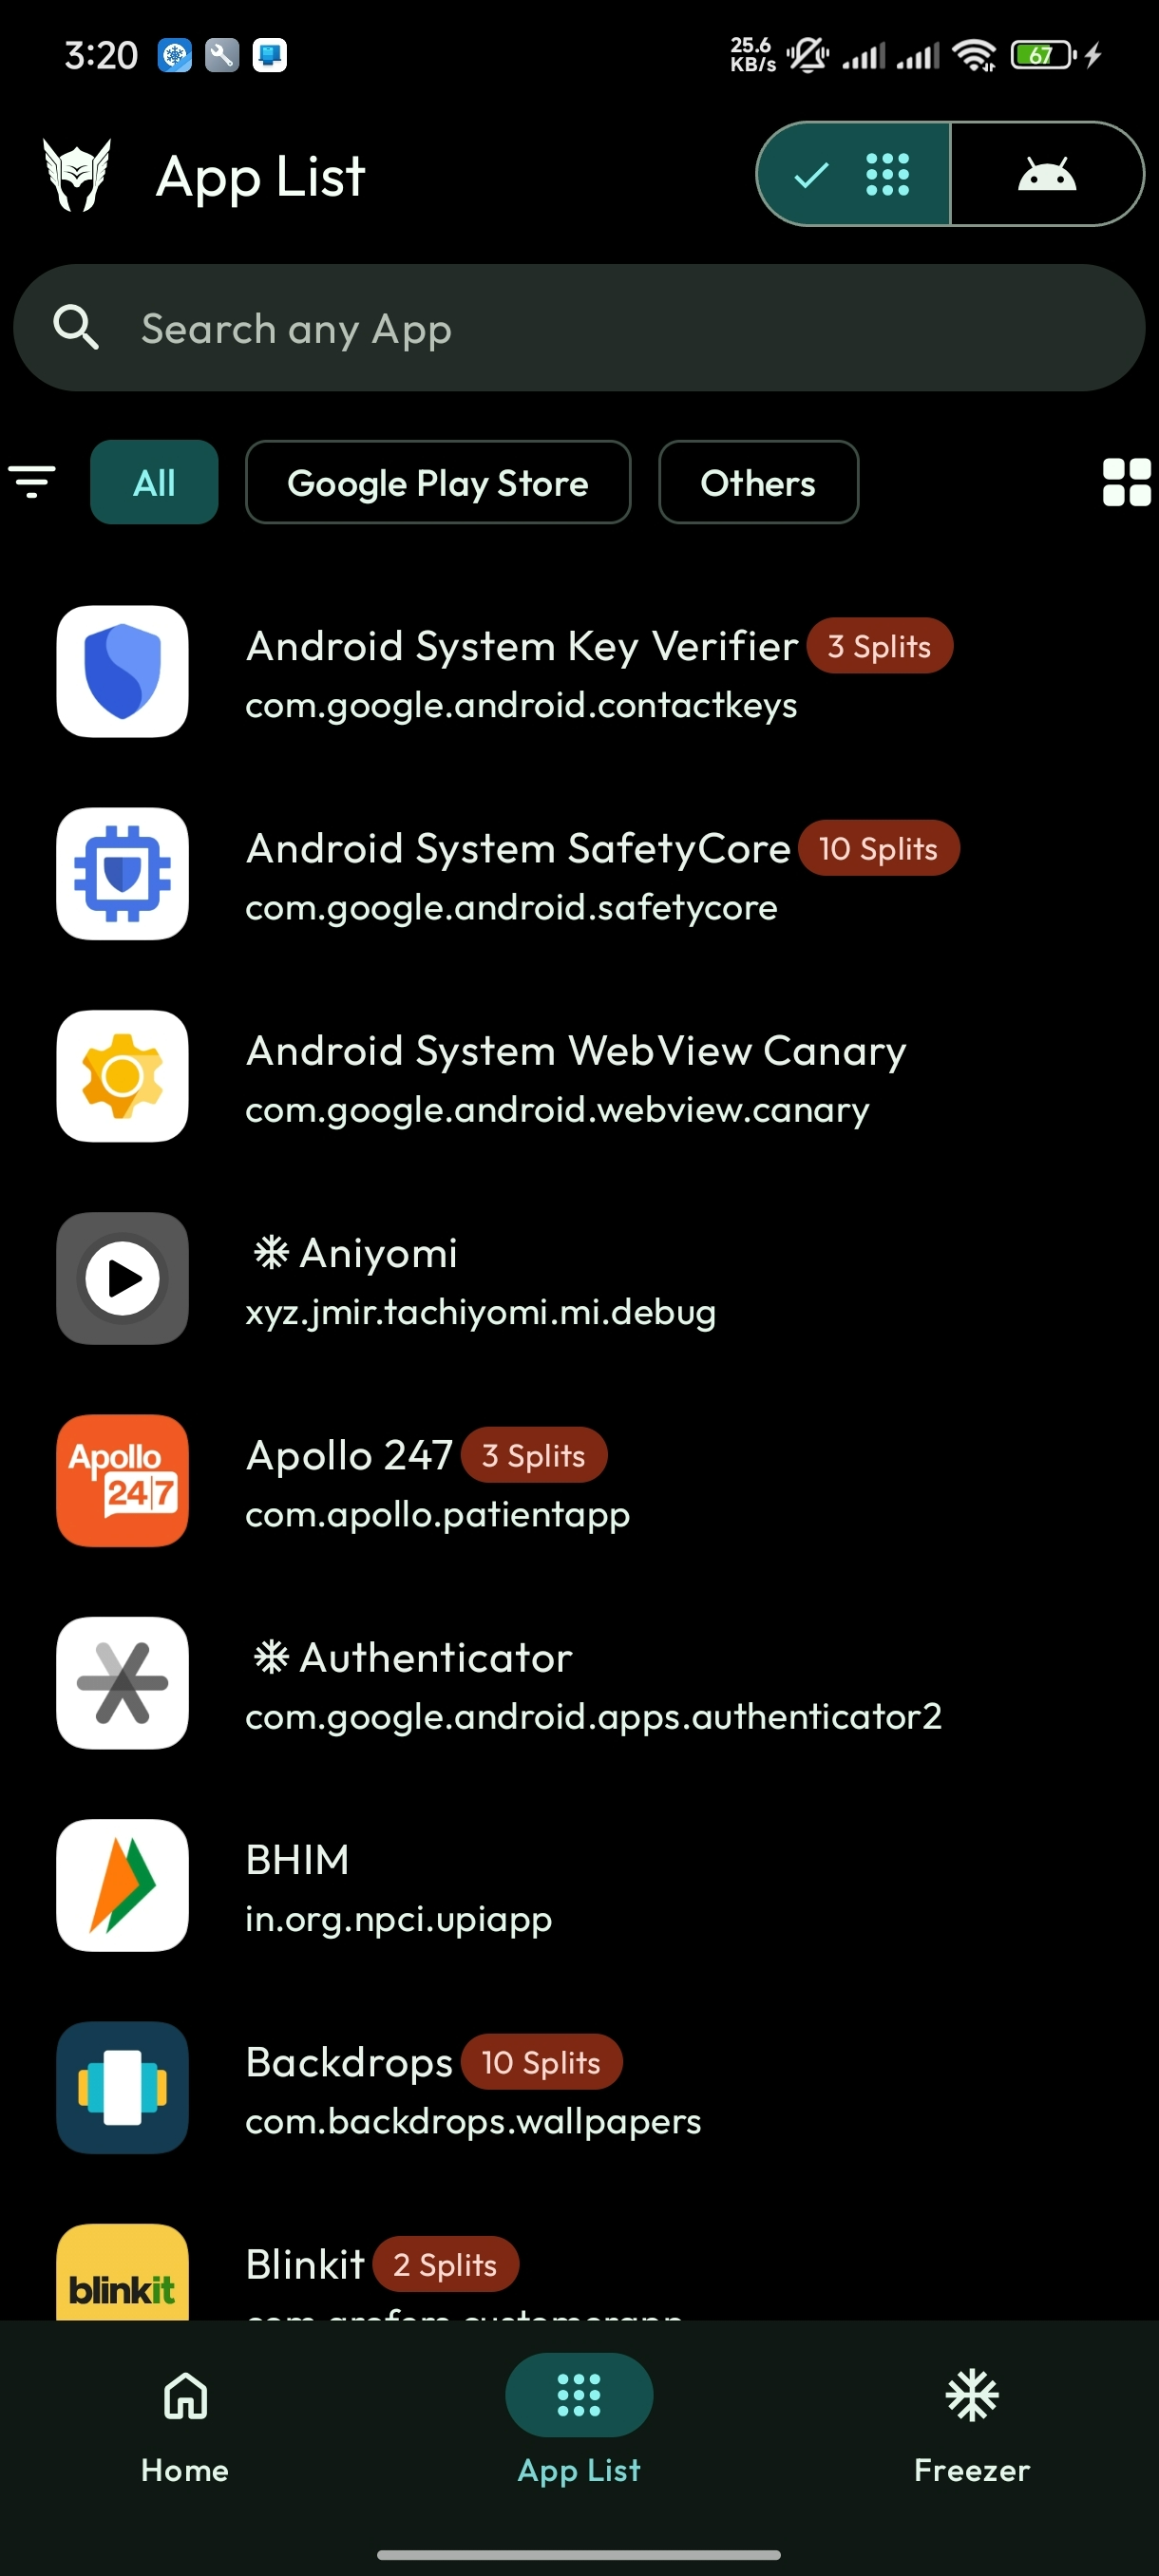 3:20
25.6
KB/s
67
App List
Search any App
All
Google Play Store
Others
Android System Key Verifier
3 Splits
com.google.android.contactkeys
Android System SafetyCore
10 Splits
com.google.android.safetycore
Android System WebView Canary
com.google.android.webview.canary
Aniyomi
xyz.jmir.tachiyomi.mi.debug
Apollo
24|7
Apollo 247
3 Splits
com.apollo.patientapp
Authenticator
com.google.android.apps.authenticator2
BHIM
in.org.npci.upiapp
Backdrops
10 Splits
com.backdrops.wallpapers
blinkit
Blinkit
2 Splits
com.grofers.customerapp
Home
App List
Freezer